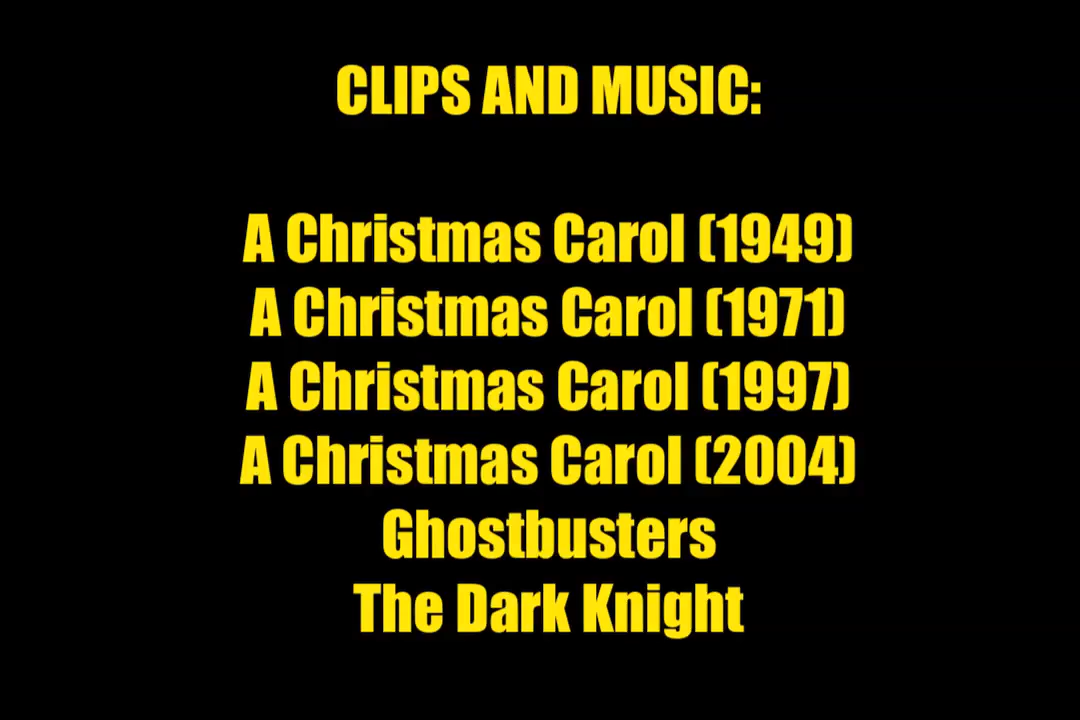 CLIPS AND MUSIC:
A Christmas Carol (1949)
A Christmas Carol (1971)
A Christmas Carol (1997)
A Christmas Carol (2004)
Ghostbusters
The Dark Knight